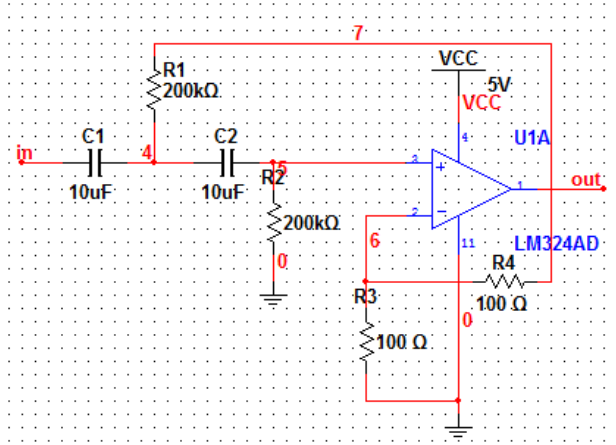 7
VCC
5V
VCC
R1
200kΩ
4
U1A
in
C1
4
C2
5
3
+
1
out
10uF
10uF
R2
200kΩ
2
−
6
11
LM324AD
0
R4
100 Ω
R3
100 Ω
0